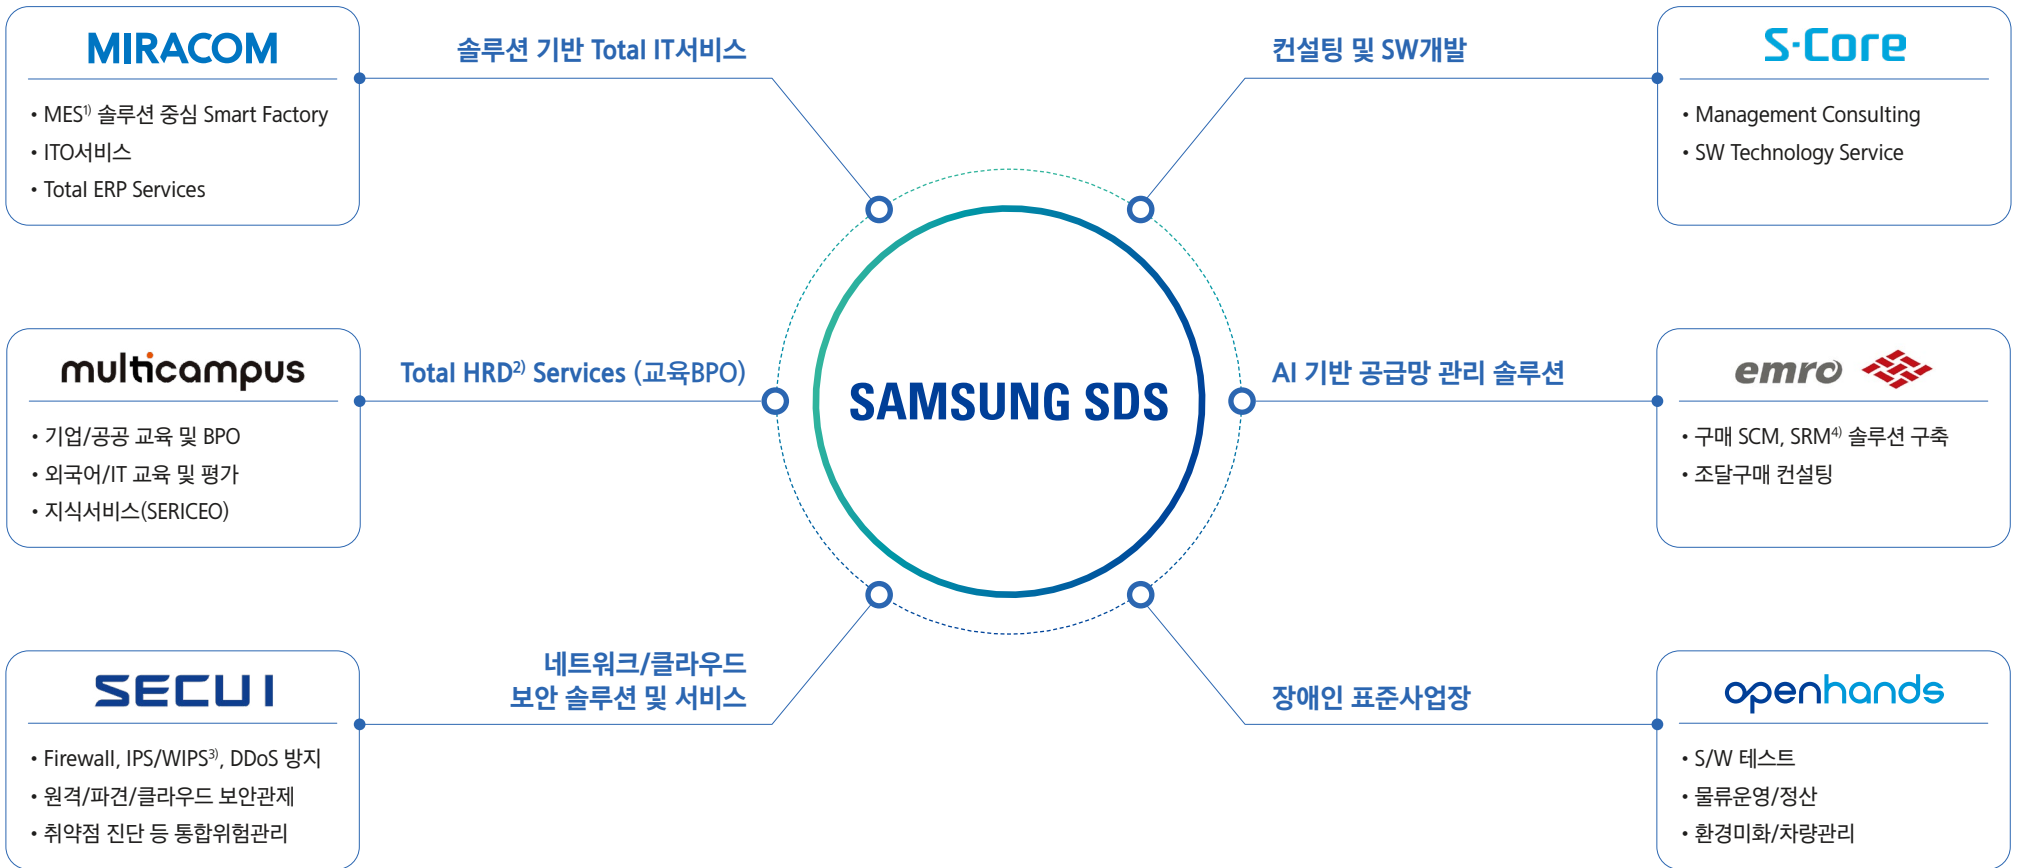 MIRACOM
• MES1) 솔루션 중심 Smart Factory
• ITO서비스
• Total ERP Services
솔루션 기반 Total IT서비스
컨설팅 및 SW개발
S·Core
• Management Consulting
• SW Technology Service
multicampus
• 기업/공공 교육 및 BPO
• 외국어/IT 교육 및 평가
• 지식서비스(SERICEO)
Total HRD2) Services (교육BPO)
SAMSUNG SDS
AI 기반 공급망 관리 솔루션
emro
• 구매 SCM, SRM4) 솔루션 구축
• 조달구매 컨설팅
SECUI
• Firewall, IPS/WIPS3), DDoS 방지
• 원격/파견/클라우드 보안관제
• 취약점 진단 등 통합위험관리
네트워크/클라우드
보안 솔루션 및 서비스
장애인 표준사업장
openhands
• S/W 테스트
• 물류운영/정산
• 환경미화/차량관리